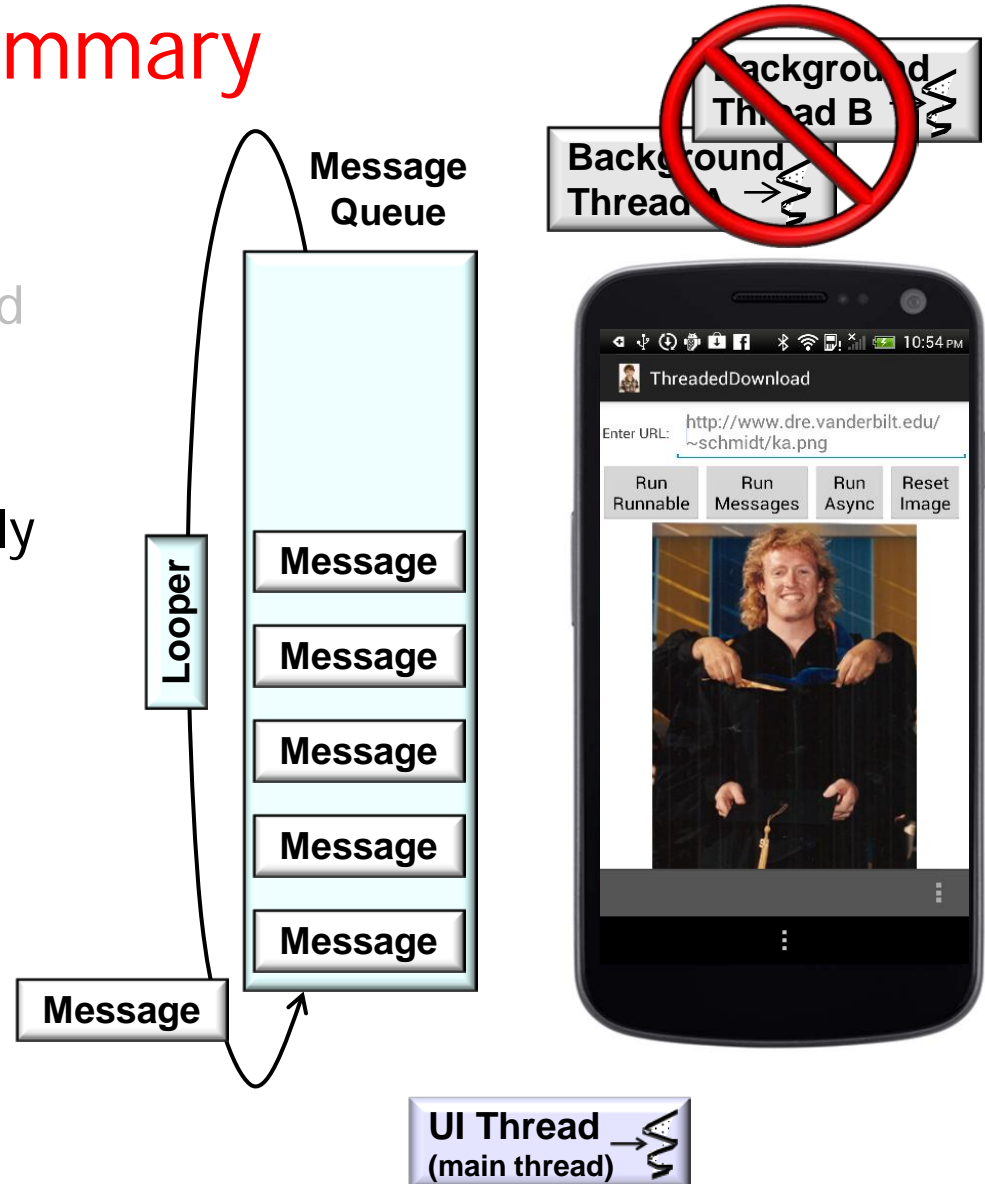 mmary
d
ly
Message
Queue
Looper
Message
Message
Message
Message
Message
Message
Background
Thread B
Background
Thread A
10:54 PM
ThreadedDownload
Enter URL:
http://www.dre.vanderbilt.edu/
~schmidt/ka.png
Run
Runnable
Run
Messages
Run
Async
Reset
Image
UI Thread
(main thread)